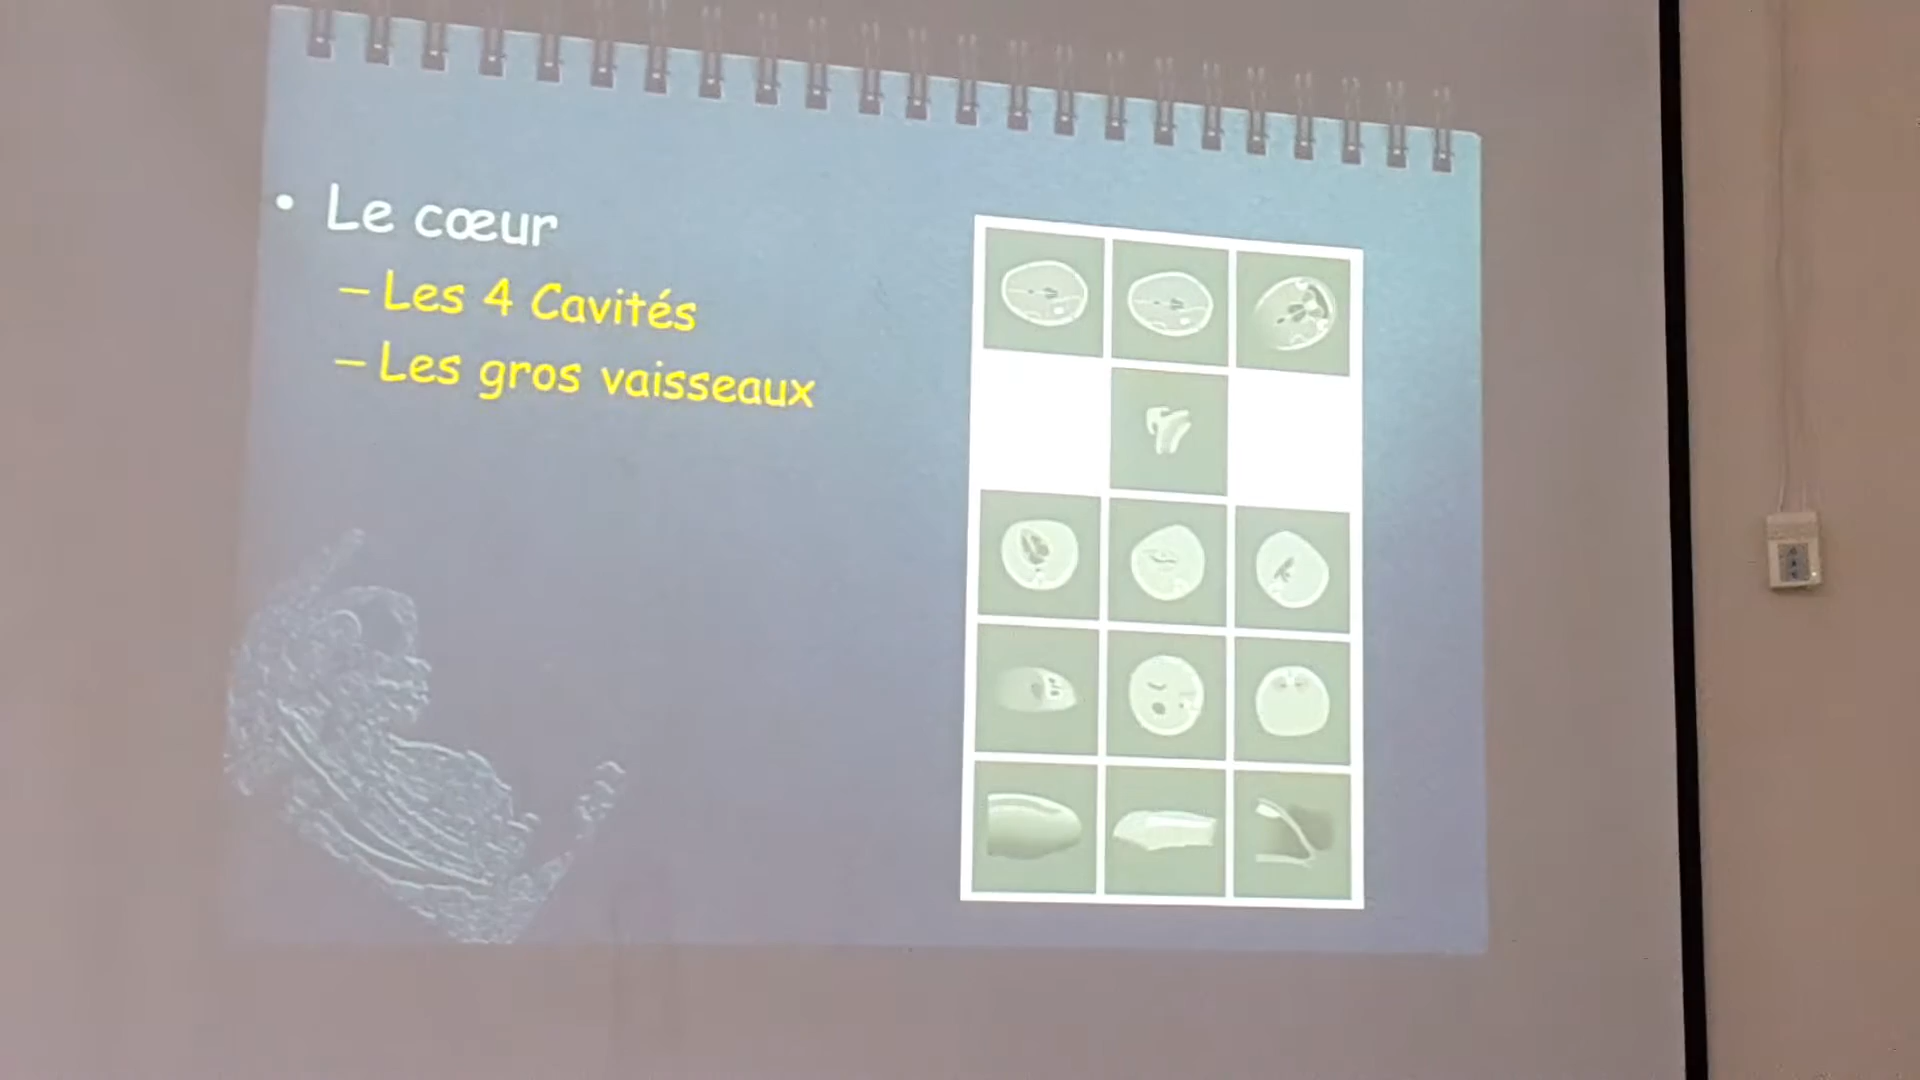 • Le cœur
– Les 4 Cavités
– Les gros vaisseaux